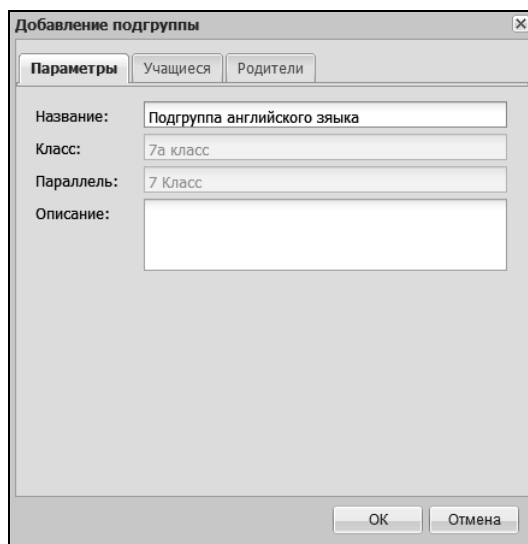 Добавление подгруппы
Параметры Учащиеся Родители
Название: Подгруппа английского зяыка
Класс: 7а класс
Параллель: 7 Класс
Описание:
ОК Отмена